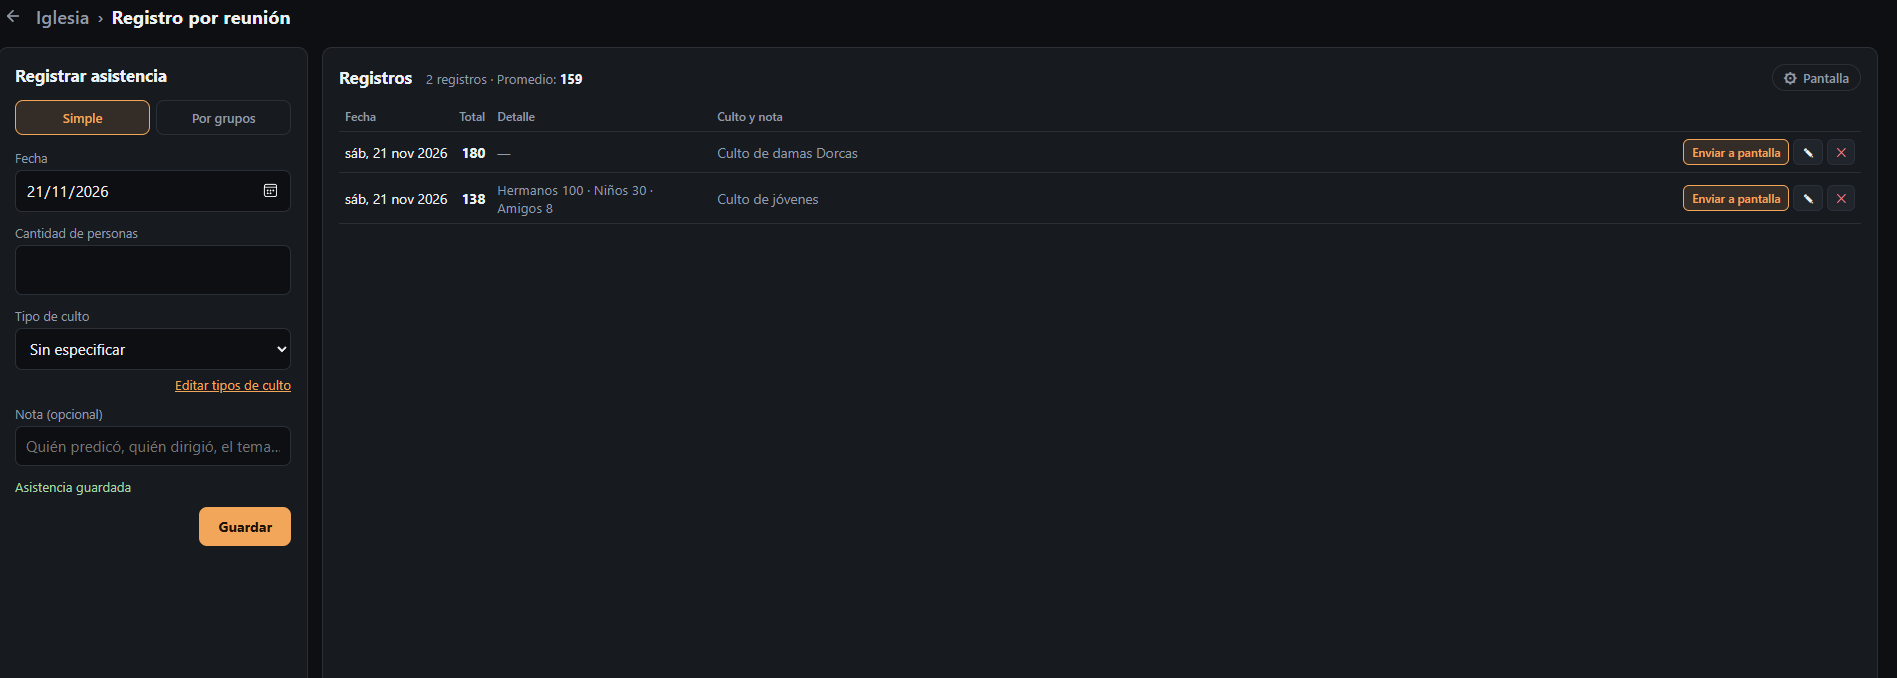 Iglesia › Registro por reunión
Registrar asistencia
Simple
Por grupos
Fecha
21/11/2026
Cantidad de personas
Tipo de culto
Sin especificar
Editar tipos de culto
Nota (opcional)
Quién predicó, quién dirigió, el tema...
Asistencia guardada
Guardar
Registros 2 registros · Promedio: 159
Pantalla
Fecha Total Detalle Culto y nota
sáb, 21 nov 2026 180 — Culto de damas Dorcas Enviar a pantalla
sáb, 21 nov 2026 138 Hermanos 100 · Niños 30 · Culto de jóvenes Enviar a pantalla
Amigos 8